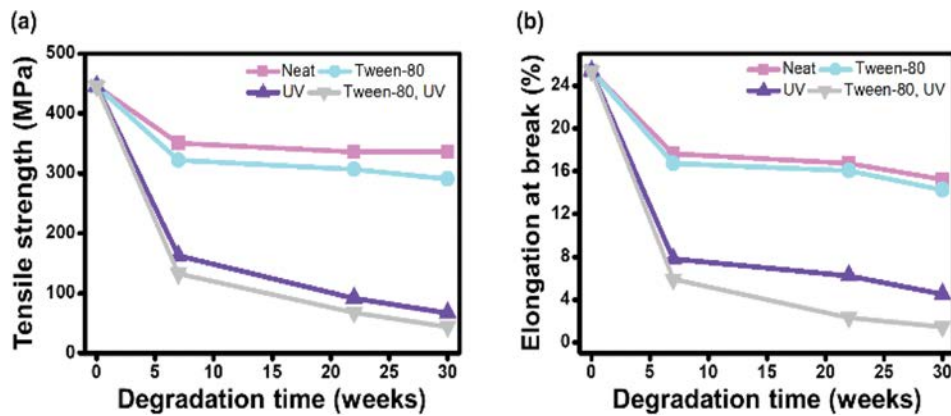 (a)
Tensile strength (MPa)
500
400
300
200
100
0
Neat
Tween-80
UV
Tween-80, UV
0 5 10 15 20 25 30
Degradation time (weeks)
(b)
Elongation at break (%)
24
20
16
12
8
4
0
Neat
Tween-80
UV
Tween-80, UV
0 5 10 15 20 25 30
Degradation time (weeks)